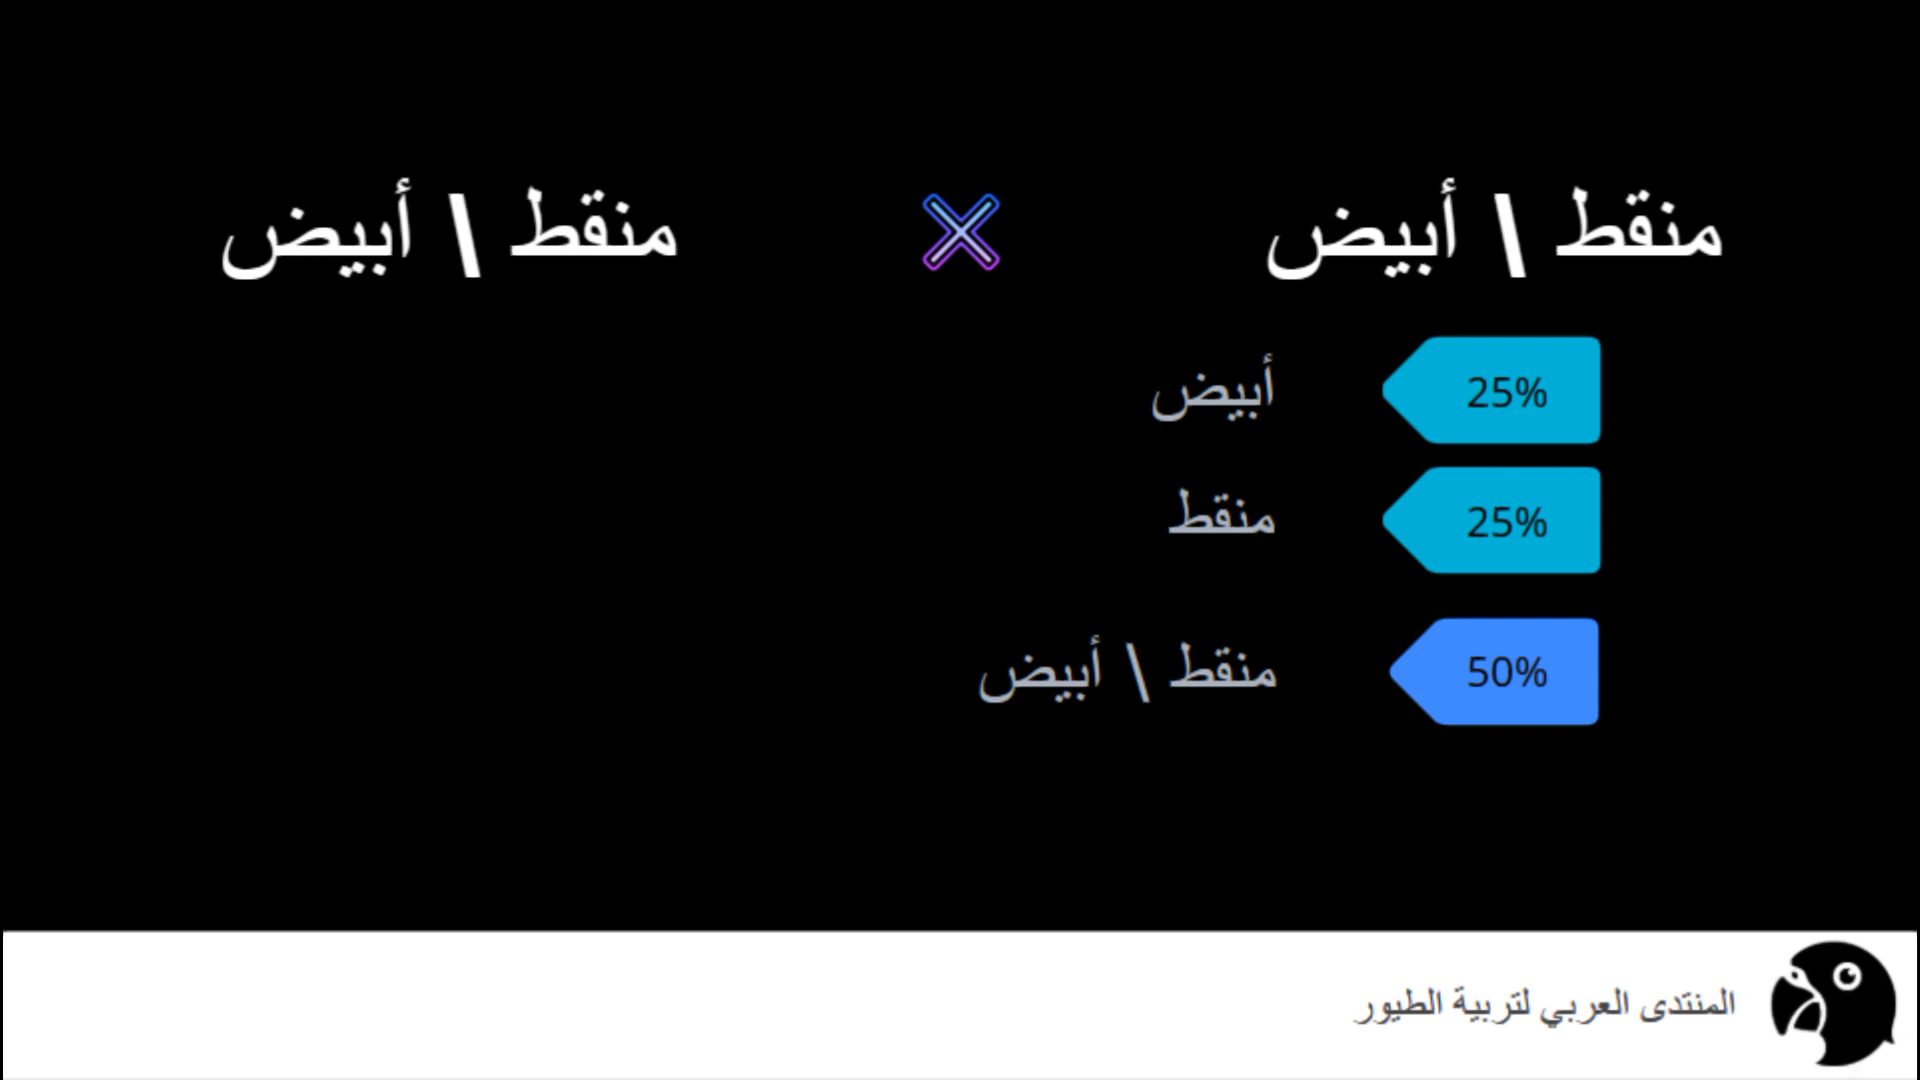 منقط \ أبيض
منقط \ أبيض
25% أبيض
25% منقط
50% منقط \ أبيض
المنتدى العربي لتربية الطيور